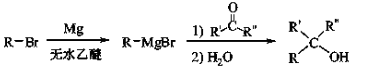 R—Br Mg 无水乙醚 R—MgBr 1) R' O R" 2) H₂O R' R" R OH